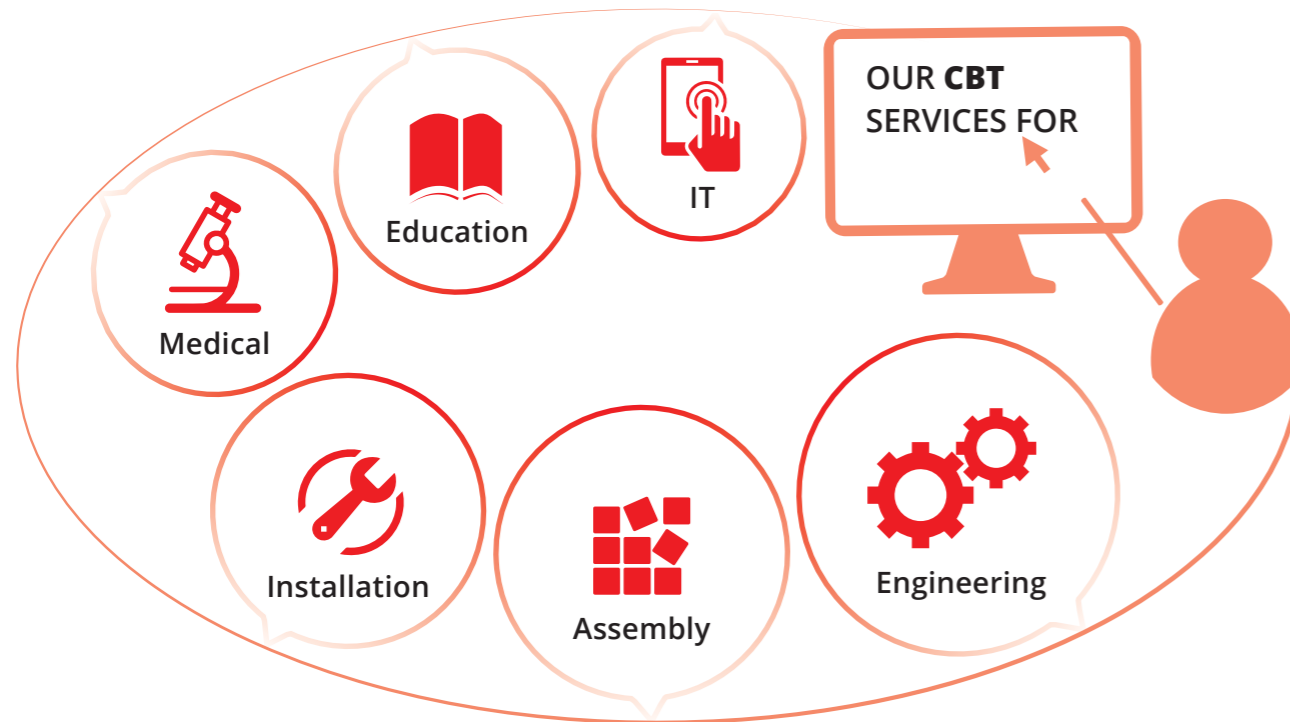 OUR CBT
SERVICES FOR
IT
Education
Medical
Installation
Assembly
Engineering